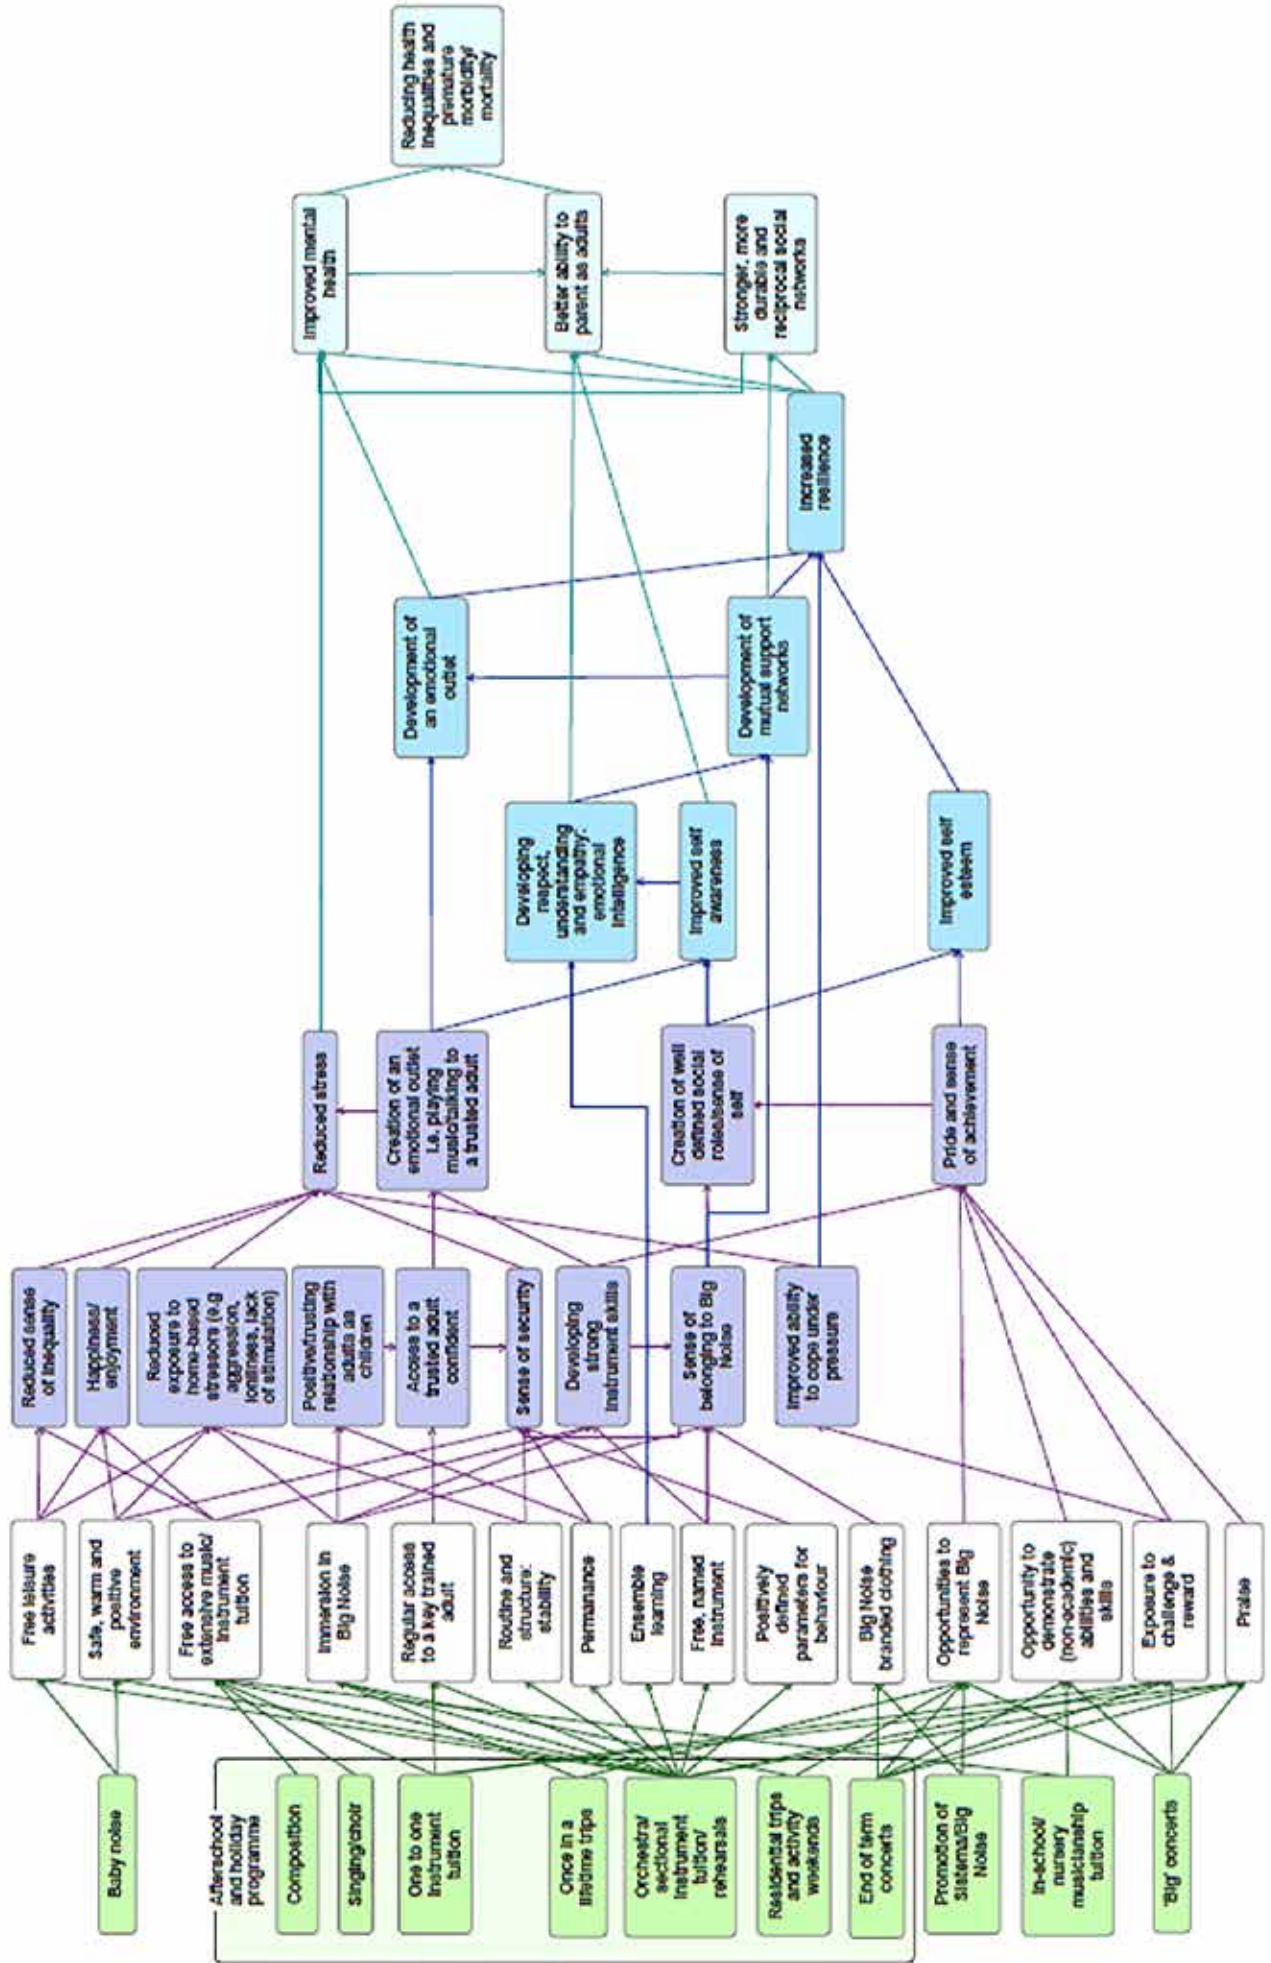 Baby noise
Afterschool
and holiday
programme
Composition
Singing/choir
One to one
instrument
tuition
Once in a
lifetime trips
Orchestra/
sectional
instrument
tuition/
rehearsals
Residential trips
and activity
weekends
End of term
concerts
Promotion of
Sistema/Big
Noise
In-school/
nursery
musicianship
tuition
'Big' concerts
Free leisure
activities
Safe, warm and
positive
environment
Free access to
extensive music/
instrument
tuition
Immersion in
Big Noise
Regular access
to a key trained
adult
Routine and
structure:
stability
Permanance
Ensemble
learning
Free, named
instrument
Positively
defined
parameters for
behaviour
Big Noise
branded clothing
Opportunities to
represent Big
Noise
Opportunity to
demonstrate
(non-academic)
abilities and
skills
Exposure to
challenge &
reward
Praise
Reduced sense
of inequality
Happiness/
enjoyment
Reduced
exposure to
home-based
stressors (e.g
aggression,
lonliness, lack
of stimulation)
Positive/trusting
relationship with
adults as
children
Access to a
trusted adult
confident
Sense of security
Developing
strong
instrument skills
Sense of
belonging to Big
Noise
Improved ability
to cope under
pressure
Reduced stress
Creation of an
emotional outlet
i.e. playing
music/talking to
a trusted adult
Creation of well
defined social
roles/sense of
self
Pride and sense
of achievement
Developing
respect,
understanding
and empathy:
emotional
intelligence
Improved self
awareness
Improved self
esteem
Development of
an emotional
outlet
Development of
mutual support
networks
Increased
resilience
Improved mental
health
Better ability to
parent as adults
Stronger, more
durable and
reciprocal social
networks
Reducing health
inequalities and
premature
morbidity/
mortality